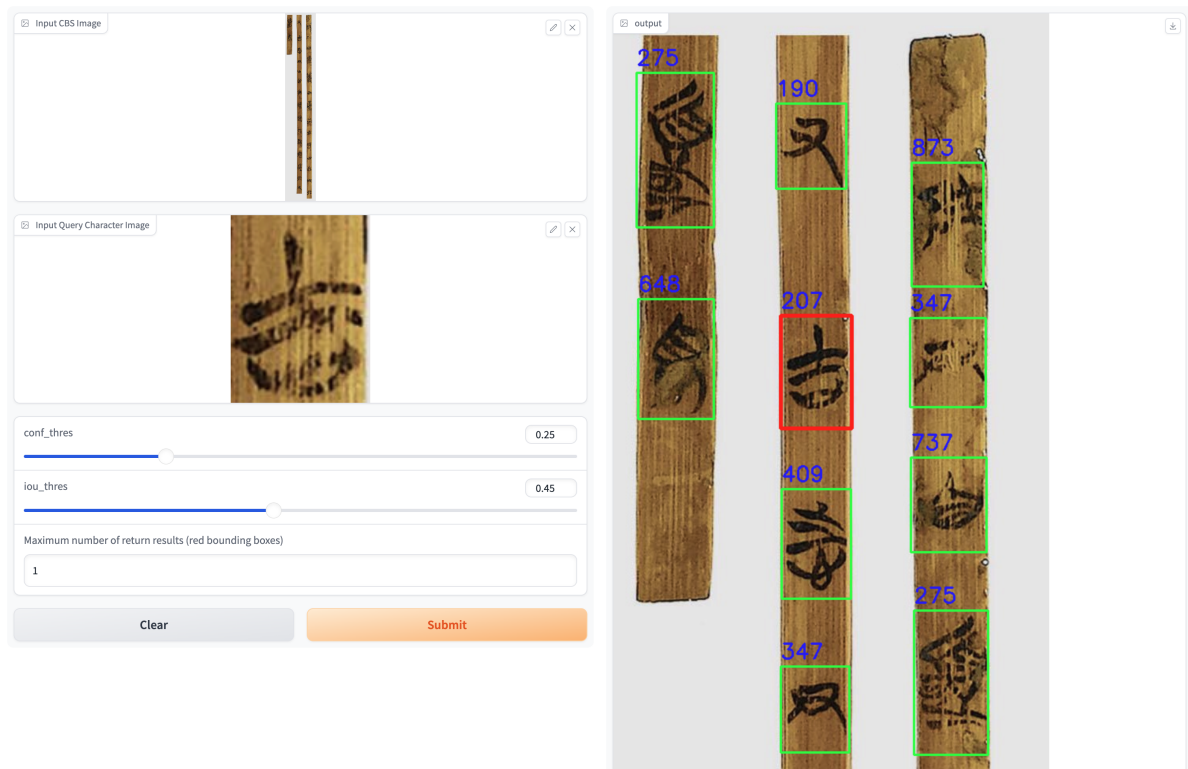 Input CBS Image
Input Query Character Image
conf_thres
0.25
iou_thres
0.45
Maximum number of return results (red bounding boxes)
1
Clear
Submit
output
275
648
190
又
207
409
347
873
347
737
275